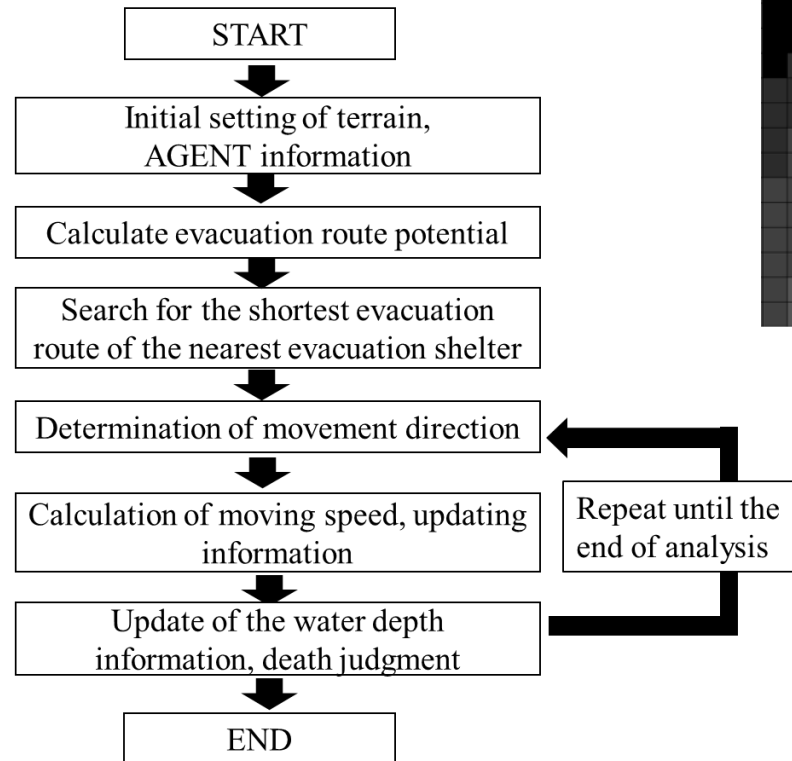 START
Initial setting of terrain,
AGENT information
Calculate evacuation route potential
Search for the shortest evacuation
route of the nearest evacuation shelter
Determination of movement direction
Calculation of moving speed, updating
information
Repeat until the
end of analysis
Update of the water depth
information, death judgment
END